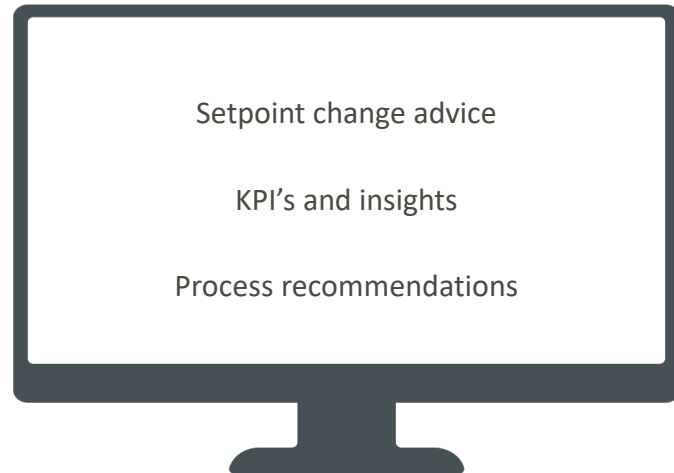 Setpoint change advice
KPI’s and insights
Process recommendations